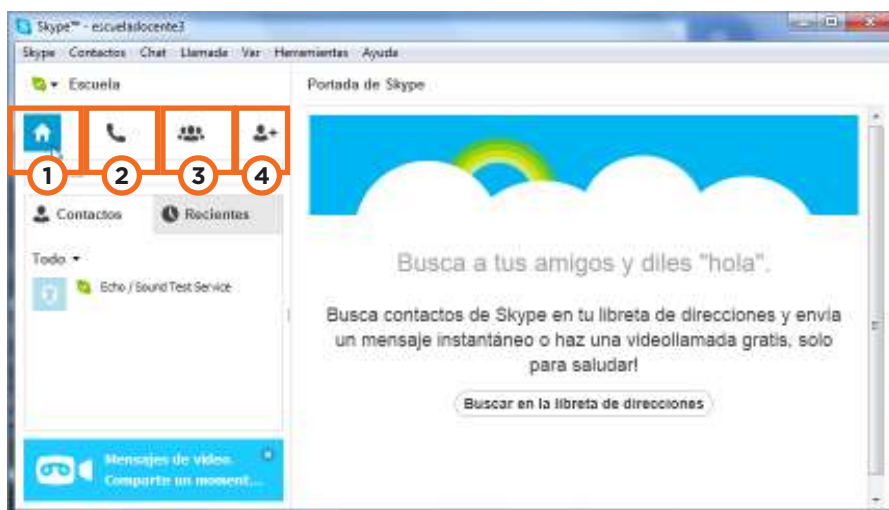 Skype™ - escueladocente3
Skype Contactos Chat Llamada Ver Herramientas Ayuda
Escuela
Portada de Skype
1 2 3 4
Contactos Recientes
Todo
Echo / Sound Test Service
Busca a tus amigos y diles "hola".
Busca contactos de Skype en tu libreta de direcciones y envía
un mensaje instantáneo o haz una videollamada gratis, solo
para saludar!
Buscar en la libreta de direcciones
Mensajes de video.
Comparte un moment...